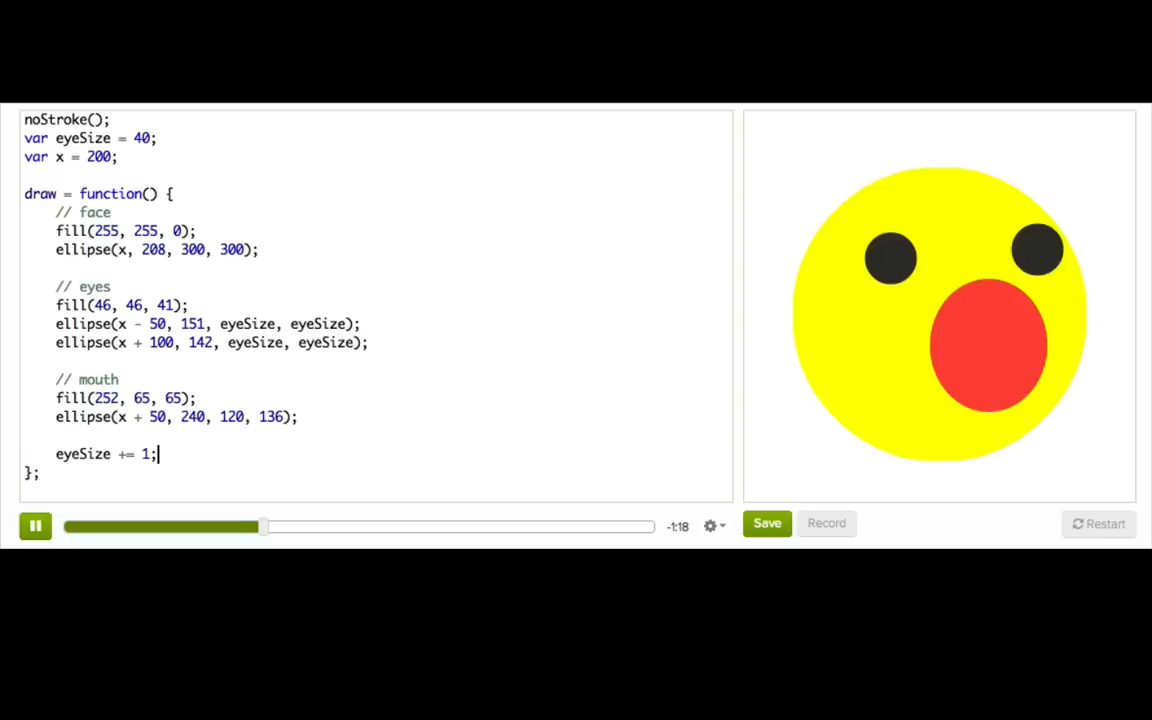 noStroke();
var eyeSize = 40;
var x = 200;
draw = function() {
// face
fill(255, 255, 0);
ellipse(x, 208, 300, 300);
// eyes
fill(46, 46, 41);
ellipse(x - 50, 151, eyeSize, eyeSize);
ellipse(x + 100, 142, eyeSize, eyeSize);
// mouth
fill(252, 65, 65);
ellipse(x + 50, 240, 120, 136);
eyeSize += 1;
};
-1:18
Save
Record
Restart